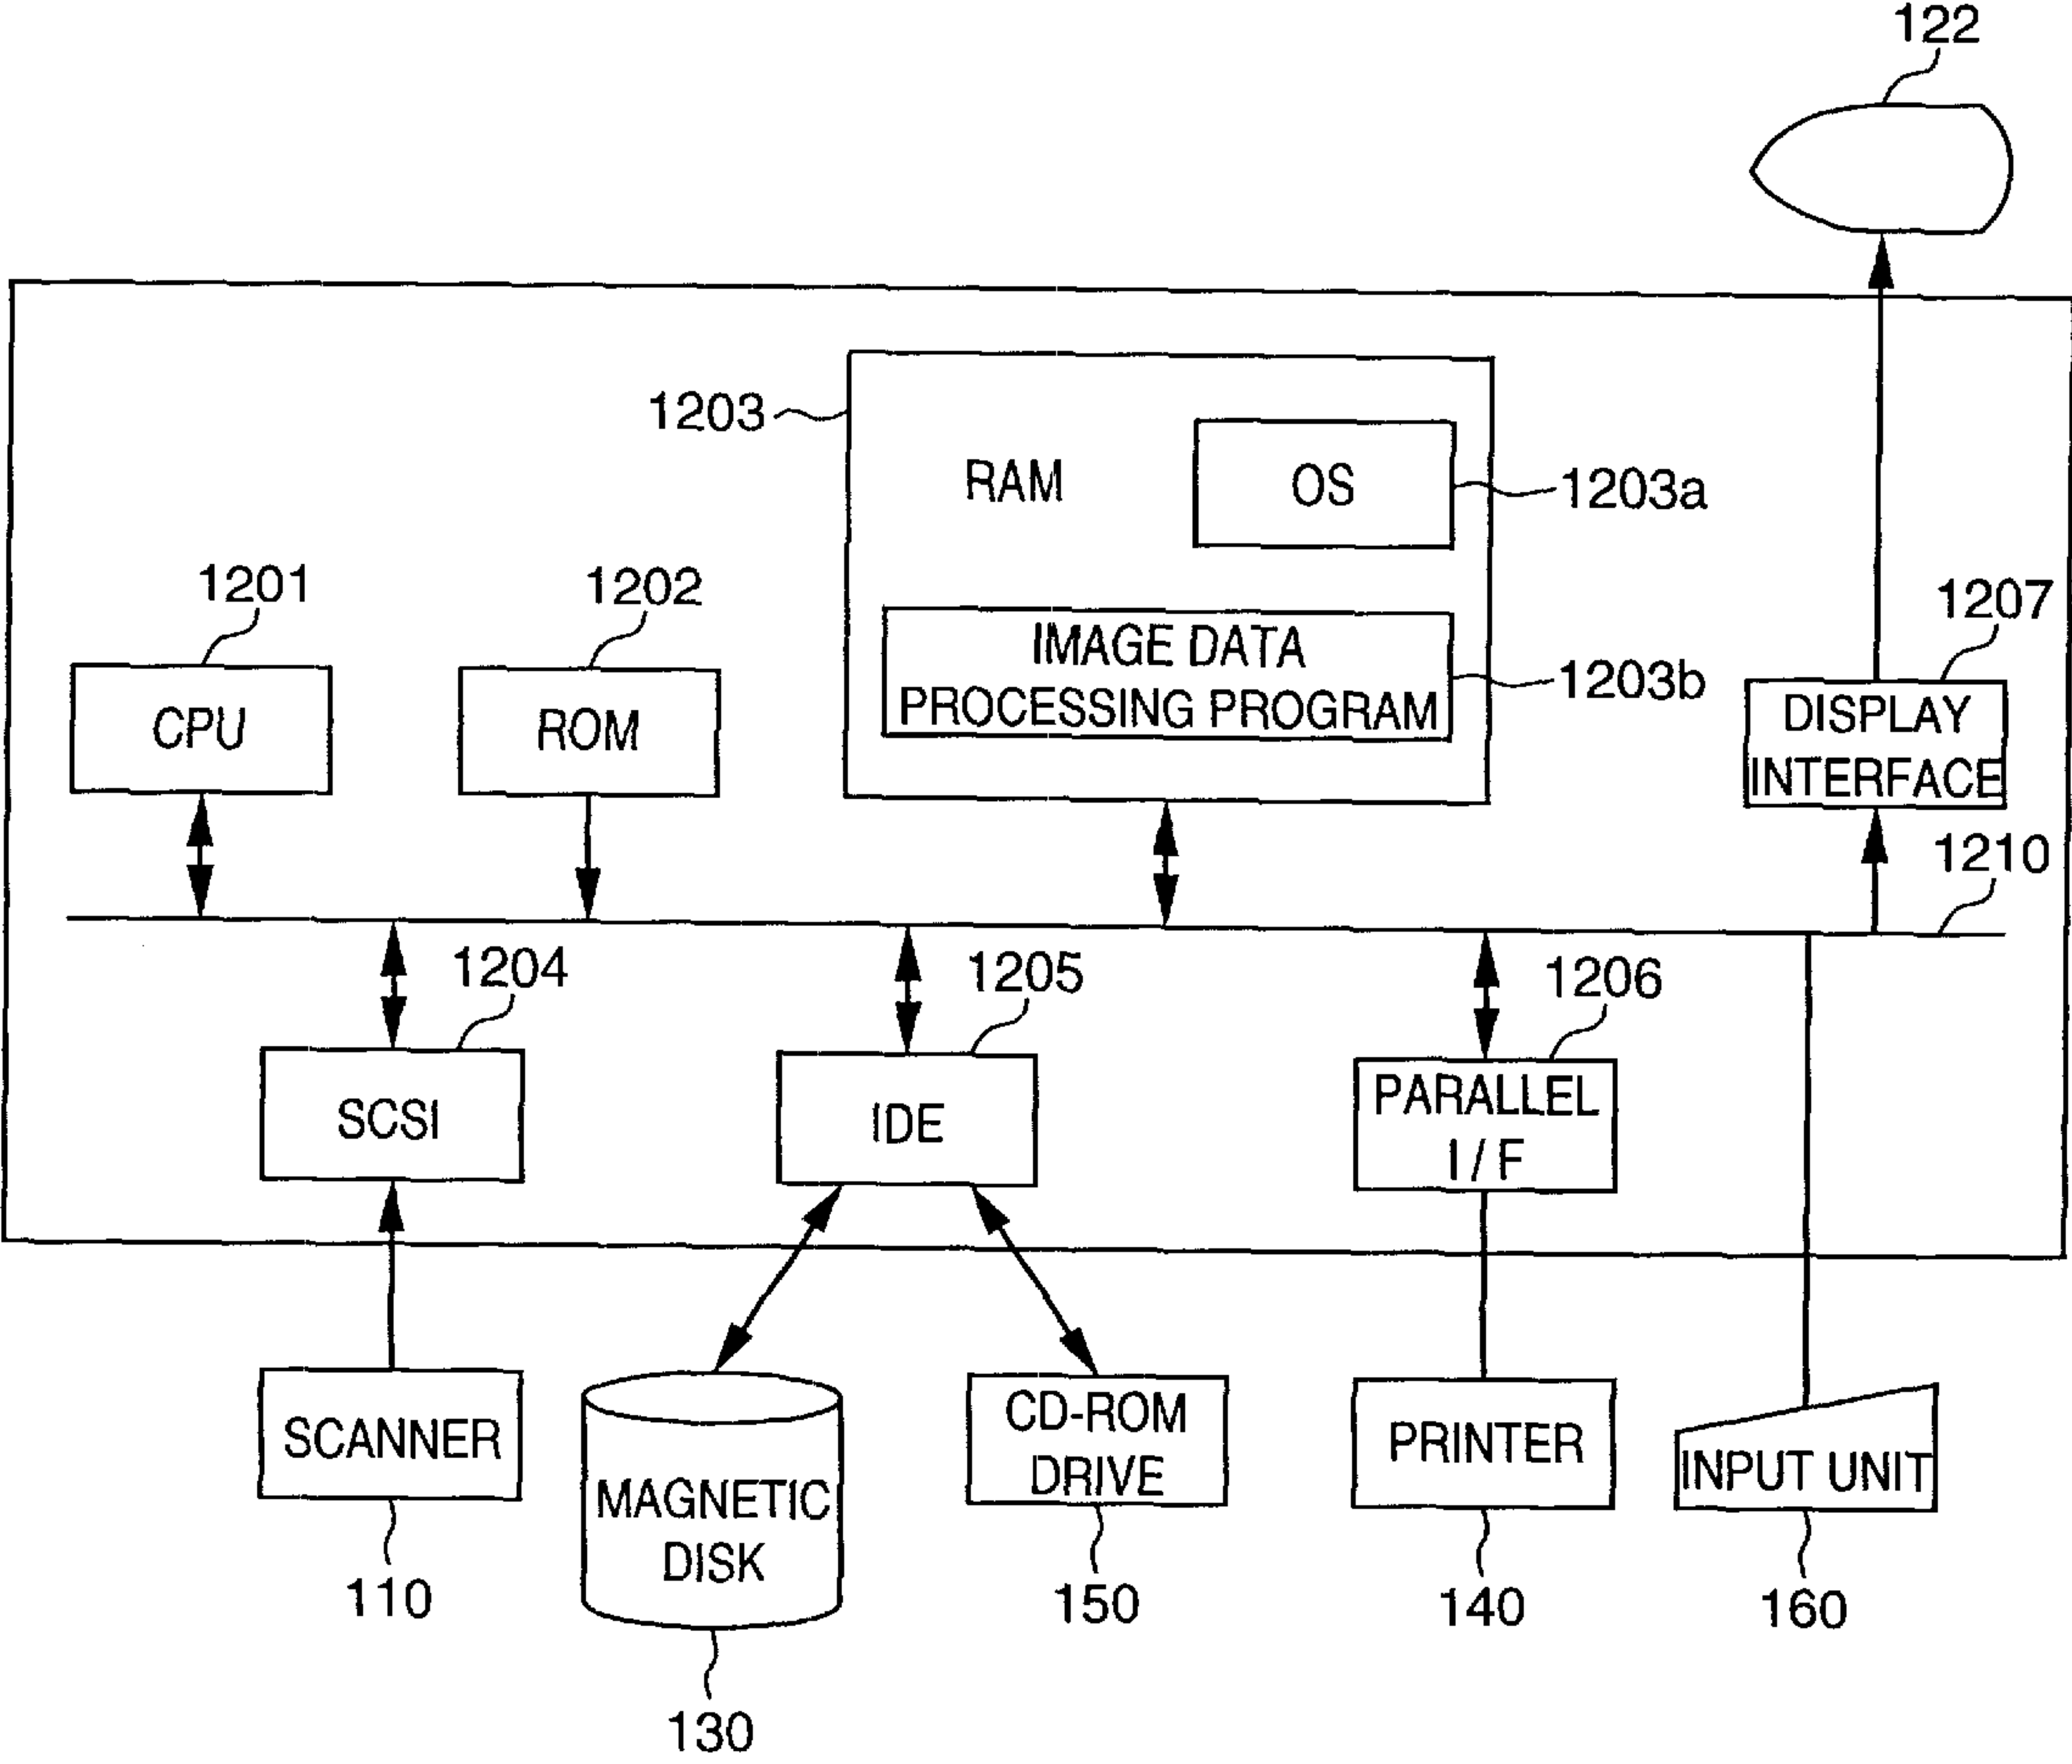 122
1203
RAM
OS
1203a
1201
1202
1207
IMAGE DATA
PROCESSING PROGRAM
1203b
CPU
ROM
DISPLAY
INTERFACE
1210
1204
1205
1206
SCSI
IDE
PARALLEL
I/F
SCANNER
MAGNETIC
DISK
CD-ROM
DRIVE
PRINTER
INPUT UNIT
110
130
150
140
160